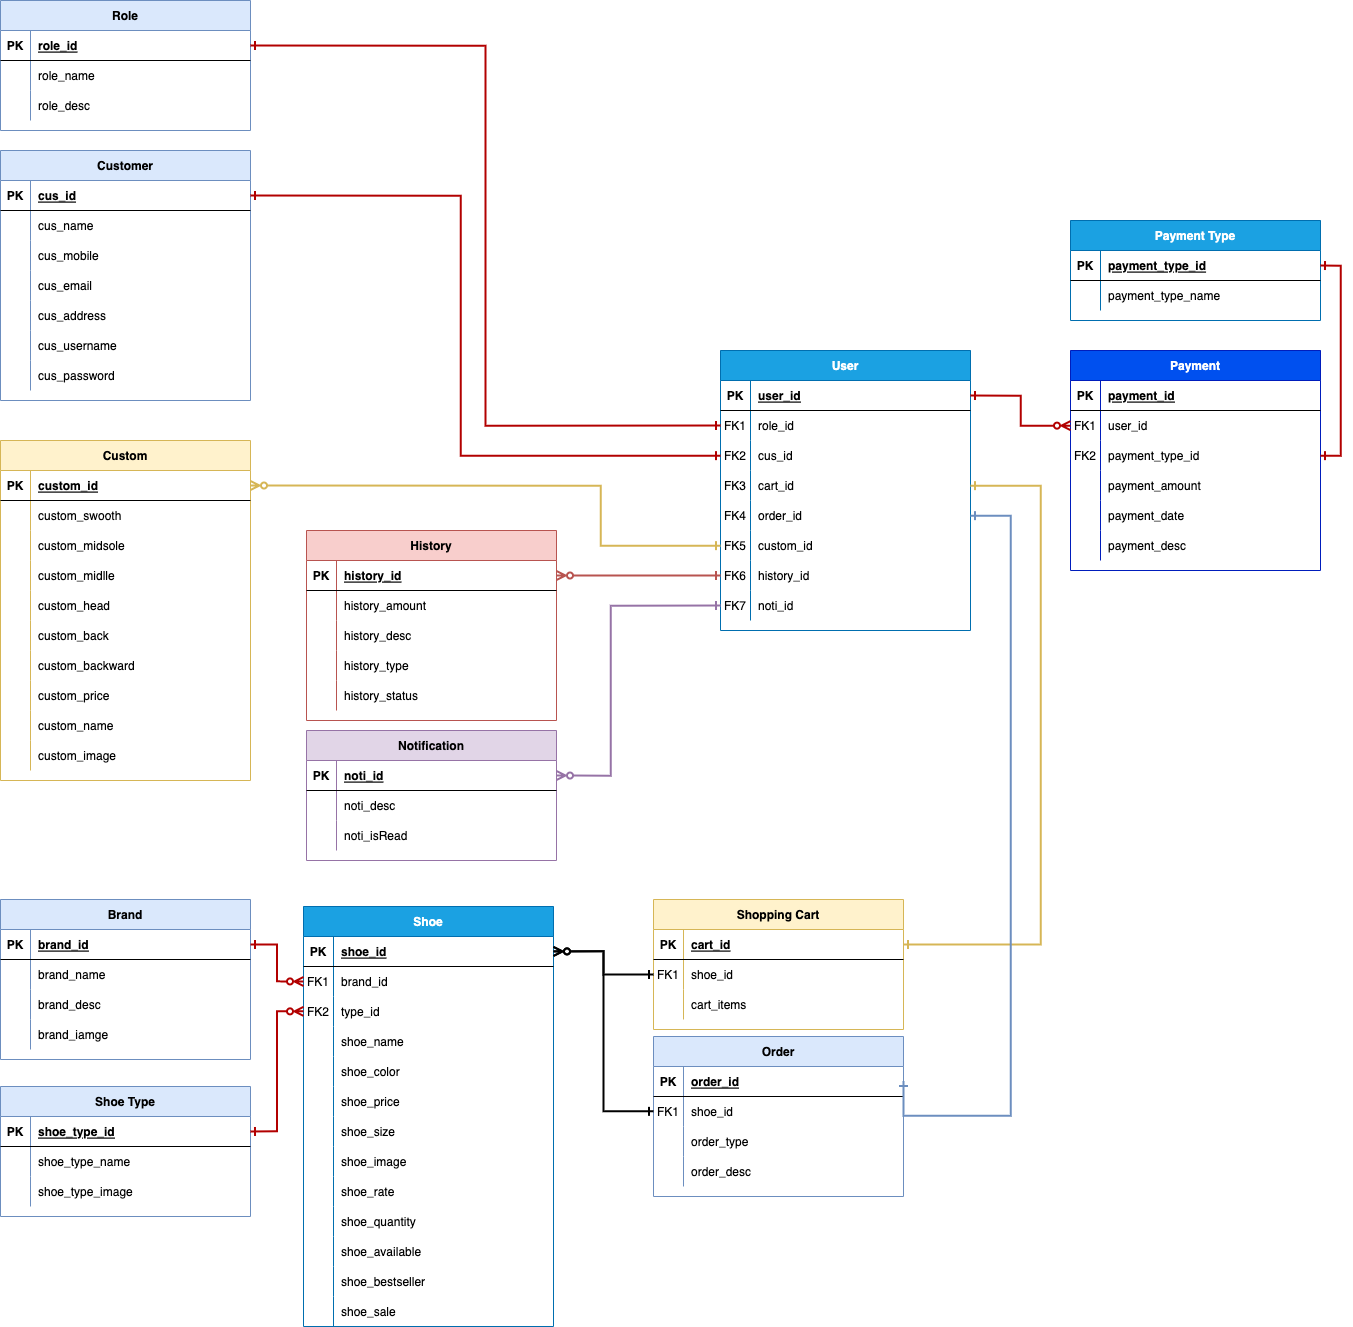 Role
PK role_id
role_name
role_desc
Customer
PK cus_id
cus_name
cus_mobile
cus_email
cus_address
cus_username
cus_password
Payment Type
PK payment_type_id
payment_type_name
User
PK user_id
FK1 role_id
FK2 cus_id
FK3 cart_id
FK4 order_id
FK5 custom_id
FK6 history_id
FK7 noti_id
Payment
PK payment_id
FK1 user_id
FK2 payment_type_id
payment_amount
payment_date
payment_desc
Custom
PK custom_id
custom_swooth
custom_midsole
custom_midlle
custom_head
custom_back
custom_backward
custom_price
custom_name
custom_image
History
PK history_id
history_amount
history_desc
history_type
history_status
Notification
PK noti_id
noti_desc
noti_isRead
Brand
PK brand_id
brand_name
brand_desc
brand_iamge
Shoe Type
PK shoe_type_id
shoe_type_name
shoe_type_image
Shoe
PK shoe_id
FK1 brand_id
FK2 type_id
shoe_name
shoe_color
shoe_price
shoe_size
shoe_image
shoe_rate
shoe_quantity
shoe_available
shoe_bestseller
shoe_sale
Shopping Cart
PK cart_id
FK1 shoe_id
cart_items
Order
PK order_id
FK1 shoe_id
order_type
order_desc